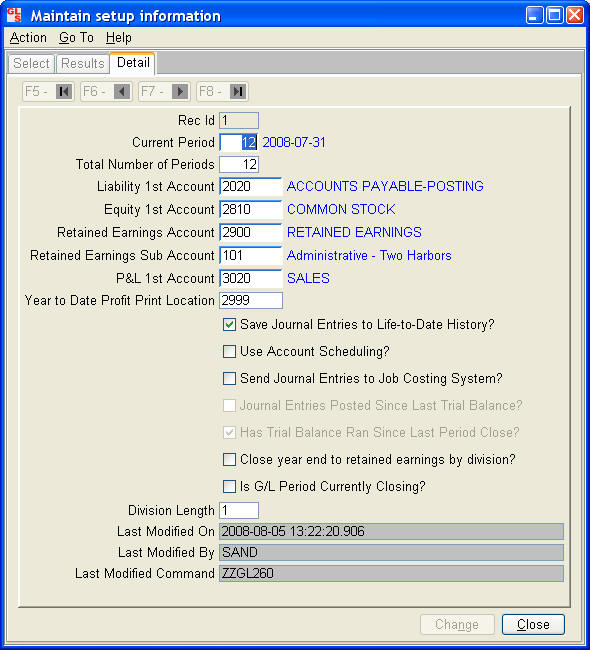 GLS Maintain setup information
Action Go To Help
Select Results Detail
F5 - F6 - F7 - F8 -
Rec Id 1
Current Period 12 2008-07-31
Total Number of Periods 12
Liability 1st Account 2020 ACCOUNTS PAYABLE-POSTING
Equity 1st Account 2810 COMMON STOCK
Retained Earnings Account 2900 RETAINED EARNINGS
Retained Earnings Sub Account 101 Administrative - Two Harbors
P&L 1st Account 3020 SALES
Year to Date Profit Print Location 2999
Save Journal Entries to Life-to-Date History?
Use Account Scheduling?
Send Journal Entries to Job Costing System?
Journal Entries Posted Since Last Trial Balance?
Has Trial Balance Ran Since Last Period Close?
Close year end to retained earnings by division?
Is G/L Period Currently Closing?
Division Length 1
Last Modified On 2008-08-05 13:22:20.906
Last Modified By SAND
Last Modified Command ZZGL260
Change Close